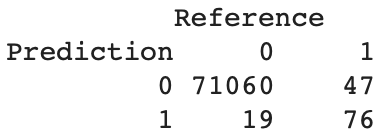 Reference
Prediction 0 1
0 71060 47
1 19 76